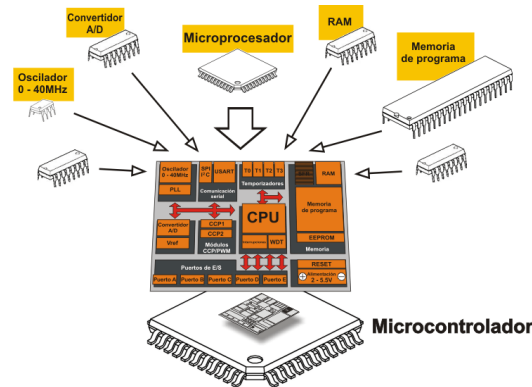 Convertidor
A/D
Microprocesador
RAM
Memoria
de programa
Oscilador
0 - 40MHz
Oscilador
0 - 40MHz
PLL
SPI
I²C
USART
Comunicación
serial
T0 T1 T2 T3
Temporizadores
RAM
Memoria
de programa
EEPROM
Memoria
Convertidor
A/D
Vref
CCP1
CCP2
Módulos
CCP/PWM
CPU
WDT
Puertos de E/S
Puerto A Puerto B Puerto C Puerto D Puerto E
RESET
Alimentación
2 - 5.5V
Microcontrolador